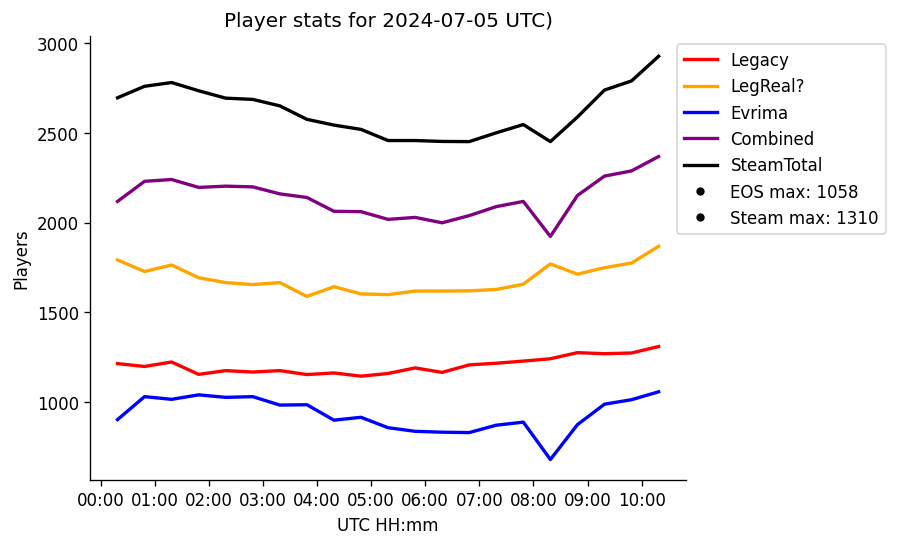 Player stats for 2024-07-05 UTC)
3000
2500
2000
1500
1000
Players
00:00 01:00 02:00 03:00 04:00 05:00 06:00 07:00 08:00 09:00 10:00
UTC HH:mm
Legacy
LegReal?
Evrima
Combined
SteamTotal
EOS max: 1058
Steam max: 1310